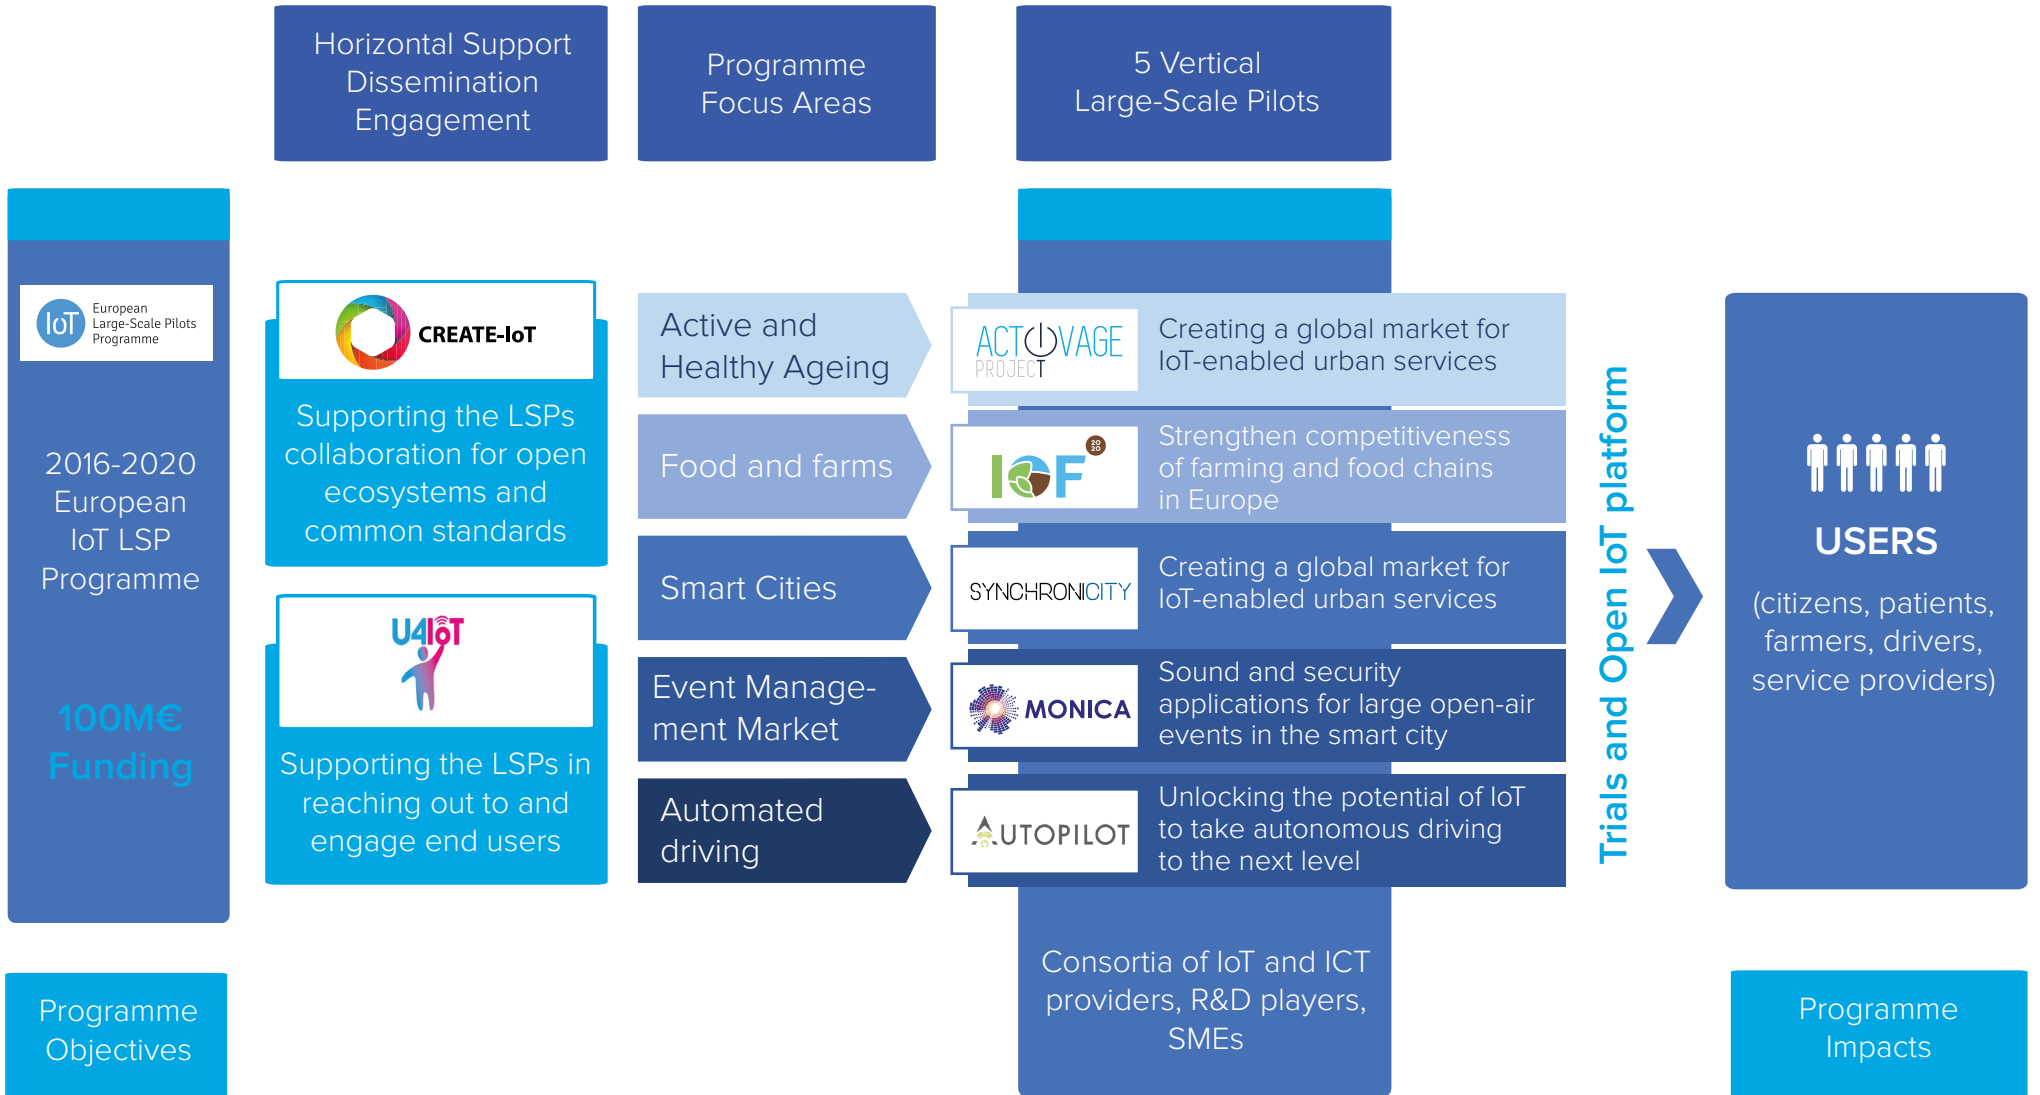 Horizontal Support
Dissemination
Engagement
Programme
Focus Areas
5 Vertical
Large-Scale Pilots
IoT
European
Large-Scale Pilots
Programme
2016-2020
European
IoT LSP
Programme
100M€
Funding
Programme
Objectives
CREATE-IoT
Supporting the LSPs
collaboration for open
ecosystems and
common standards
U4IoT
Supporting the LSPs in
reaching out to and
engage end users
Active and
Healthy Ageing
Food and farms
Smart Cities
Event Manage-
ment Market
Automated
driving
ACTIVAGE
PROJECT
Creating a global market for
IoT-enabled urban services
IOF
20
20
Strengthen competitiveness
of farming and food chains
in Europe
SYNCHRONICITY
Creating a global market for
IoT-enabled urban services
MONICA
Sound and security
applications for large open-air
events in the smart city
AUTOPILOT
Unlocking the potential of IoT
to take autonomous driving
to the next level
Consortia of IoT and ICT
providers, R&D players,
SMEs
Trials and Open IoT platform
USERS
(citizens, patients,
farmers, drivers,
service providers)
Programme
Impacts